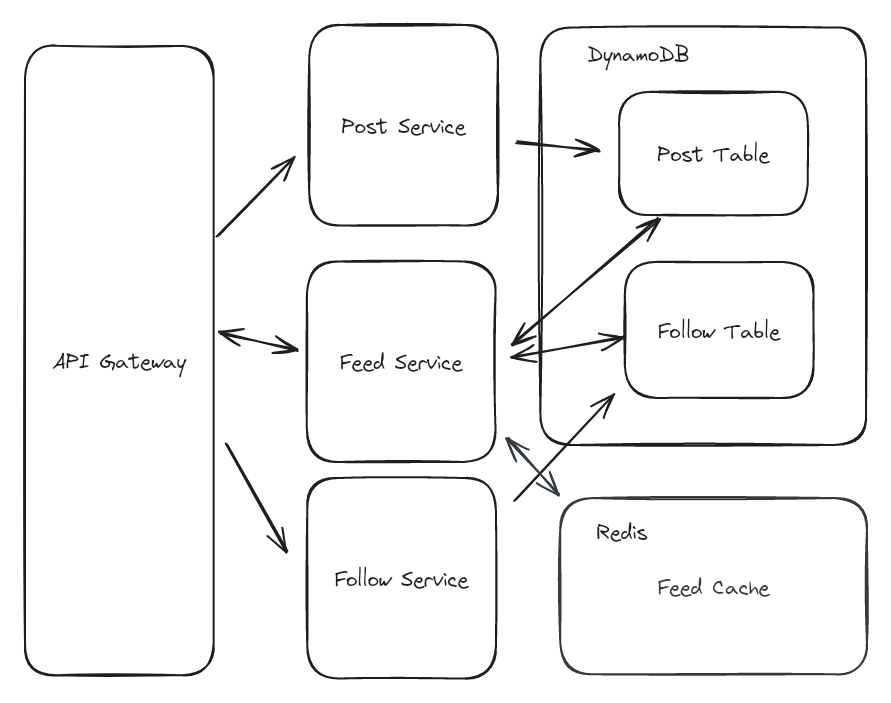 DynamoDB
Post Service
Post Table
API Gateway
Feed Service
Follow Table
Follow Service
Redis
Feed Cache